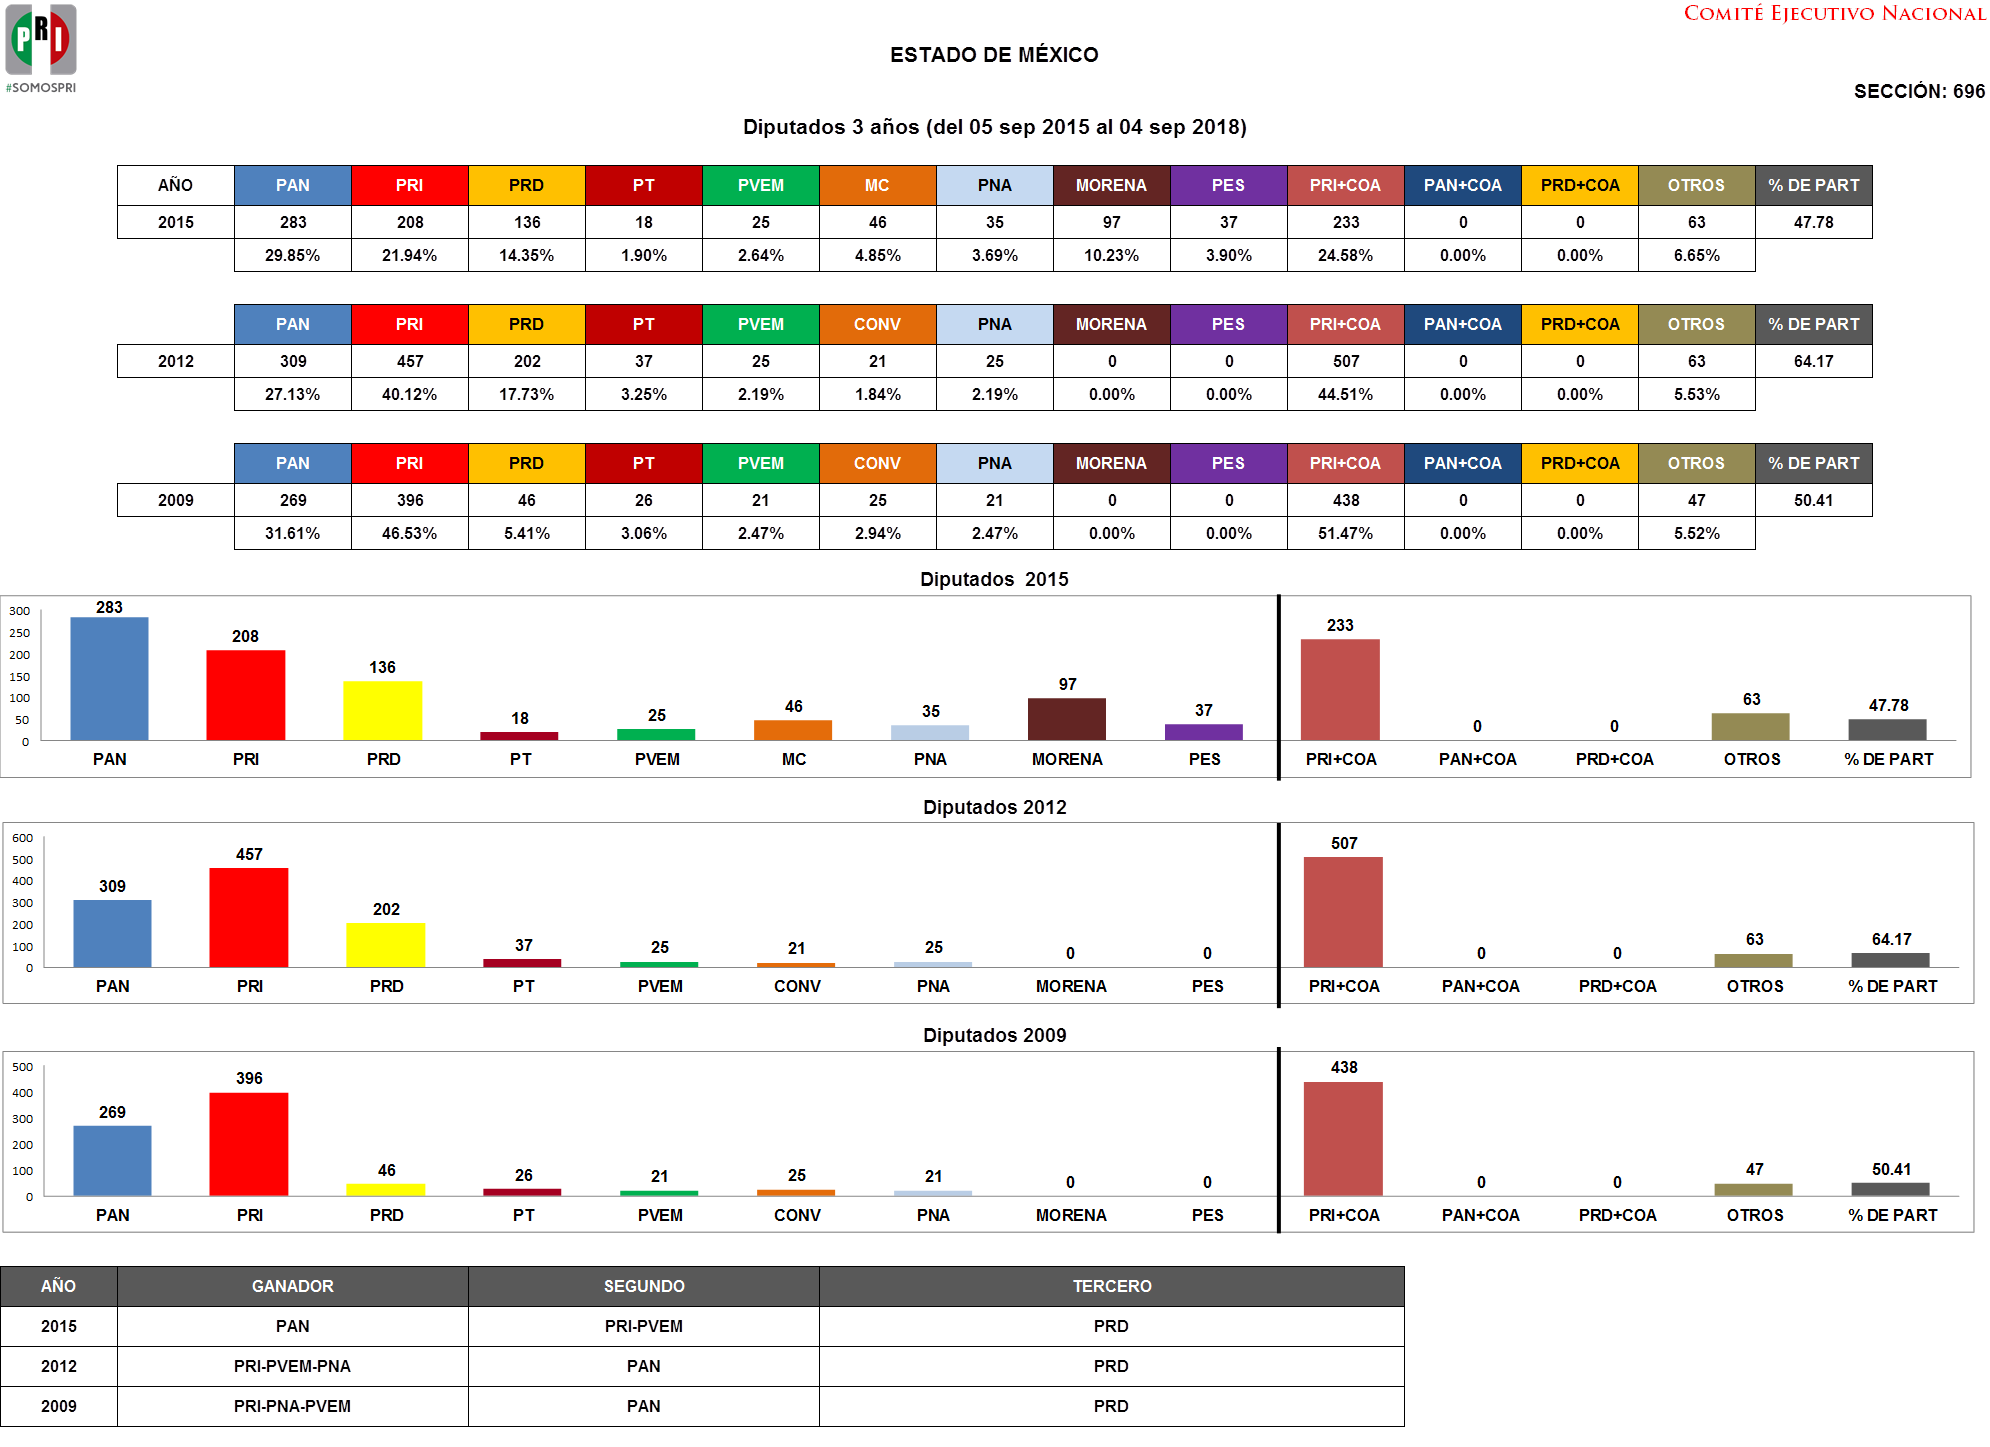 PRI
#SOMOSPRI
COMITÉ EJECUTIVO NACIONAL
ESTADO DE MÉXICO
SECCIÓN: 696
Diputados 3 años (del 05 sep 2015 al 04 sep 2018)
AÑO PAN PRI PRD PT PVEM MC PNA MORENA PES PRI+COA PAN+COA PRD+COA OTROS % DE PART
2015 283 208 136 18 25 46 35 97 37 233 0 0 63 47.78
29.85% 21.94% 14.35% 1.90% 2.64% 4.85% 3.69% 10.23% 3.90% 24.58% 0.00% 0.00% 6.65%
PAN PRI PRD PT PVEM CONV PNA MORENA PES PRI+COA PAN+COA PRD+COA OTROS % DE PART
2012 309 457 202 37 25 21 25 0 0 507 0 0 63 64.17
27.13% 40.12% 17.73% 3.25% 2.19% 1.84% 2.19% 0.00% 0.00% 44.51% 0.00% 0.00% 5.53%
PAN PRI PRD PT PVEM CONV PNA MORENA PES PRI+COA PAN+COA PRD+COA OTROS % DE PART
2009 269 396 46 26 21 25 21 0 0 438 0 0 47 50.41
31.61% 46.53% 5.41% 3.06% 2.47% 2.94% 2.47% 0.00% 0.00% 51.47% 0.00% 0.00% 5.52%
Diputados 2015
300
250
200
150
100
50
0
283 208 136 18 25 46 35 97 37 233 0 0 63 47.78
PAN PRI PRD PT PVEM MC PNA MORENA PES PRI+COA PAN+COA PRD+COA OTROS % DE PART
Diputados 2012
600
500
400
300
200
100
0
309 457 202 37 25 21 25 0 0 507 0 0 63 64.17
PAN PRI PRD PT PVEM CONV PNA MORENA PES PRI+COA PAN+COA PRD+COA OTROS % DE PART
Diputados 2009
500
400
300
200
100
0
269 396 46 26 21 25 21 0 0 438 0 0 47 50.41
PAN PRI PRD PT PVEM CONV PNA MORENA PES PRI+COA PAN+COA PRD+COA OTROS % DE PART
AÑO GANADOR SEGUNDO TERCERO
2015 PAN PRI-PVEM PRD
2012 PRI-PVEM-PNA PAN PRD
2009 PRI-PNA-PVEM PAN PRD